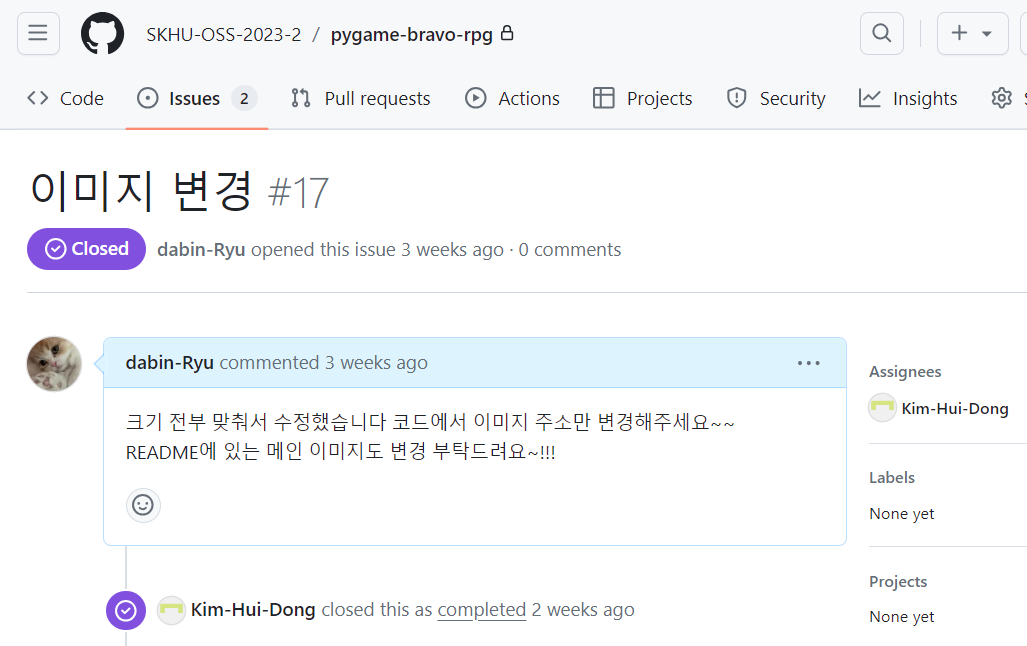 SKHU-OSS-2023-2 / pygame-bravo-rpg
Code Issues 2 Pull requests Actions Projects Security Insights
이미지 변경 #17
Closed dabin-Ryu opened this issue 3 weeks ago · 0 comments
dabin-Ryu commented 3 weeks ago
크기 전부 맞춰서 수정했습니다 코드에서 이미지 주소만 변경해주세요~~
README에 있는 메인 이미지도 변경 부탁드려요~!!!
Kim-Hui-Dong closed this as completed 2 weeks ago
Assignees
Kim-Hui-Dong
Labels
None yet
Projects
None yet